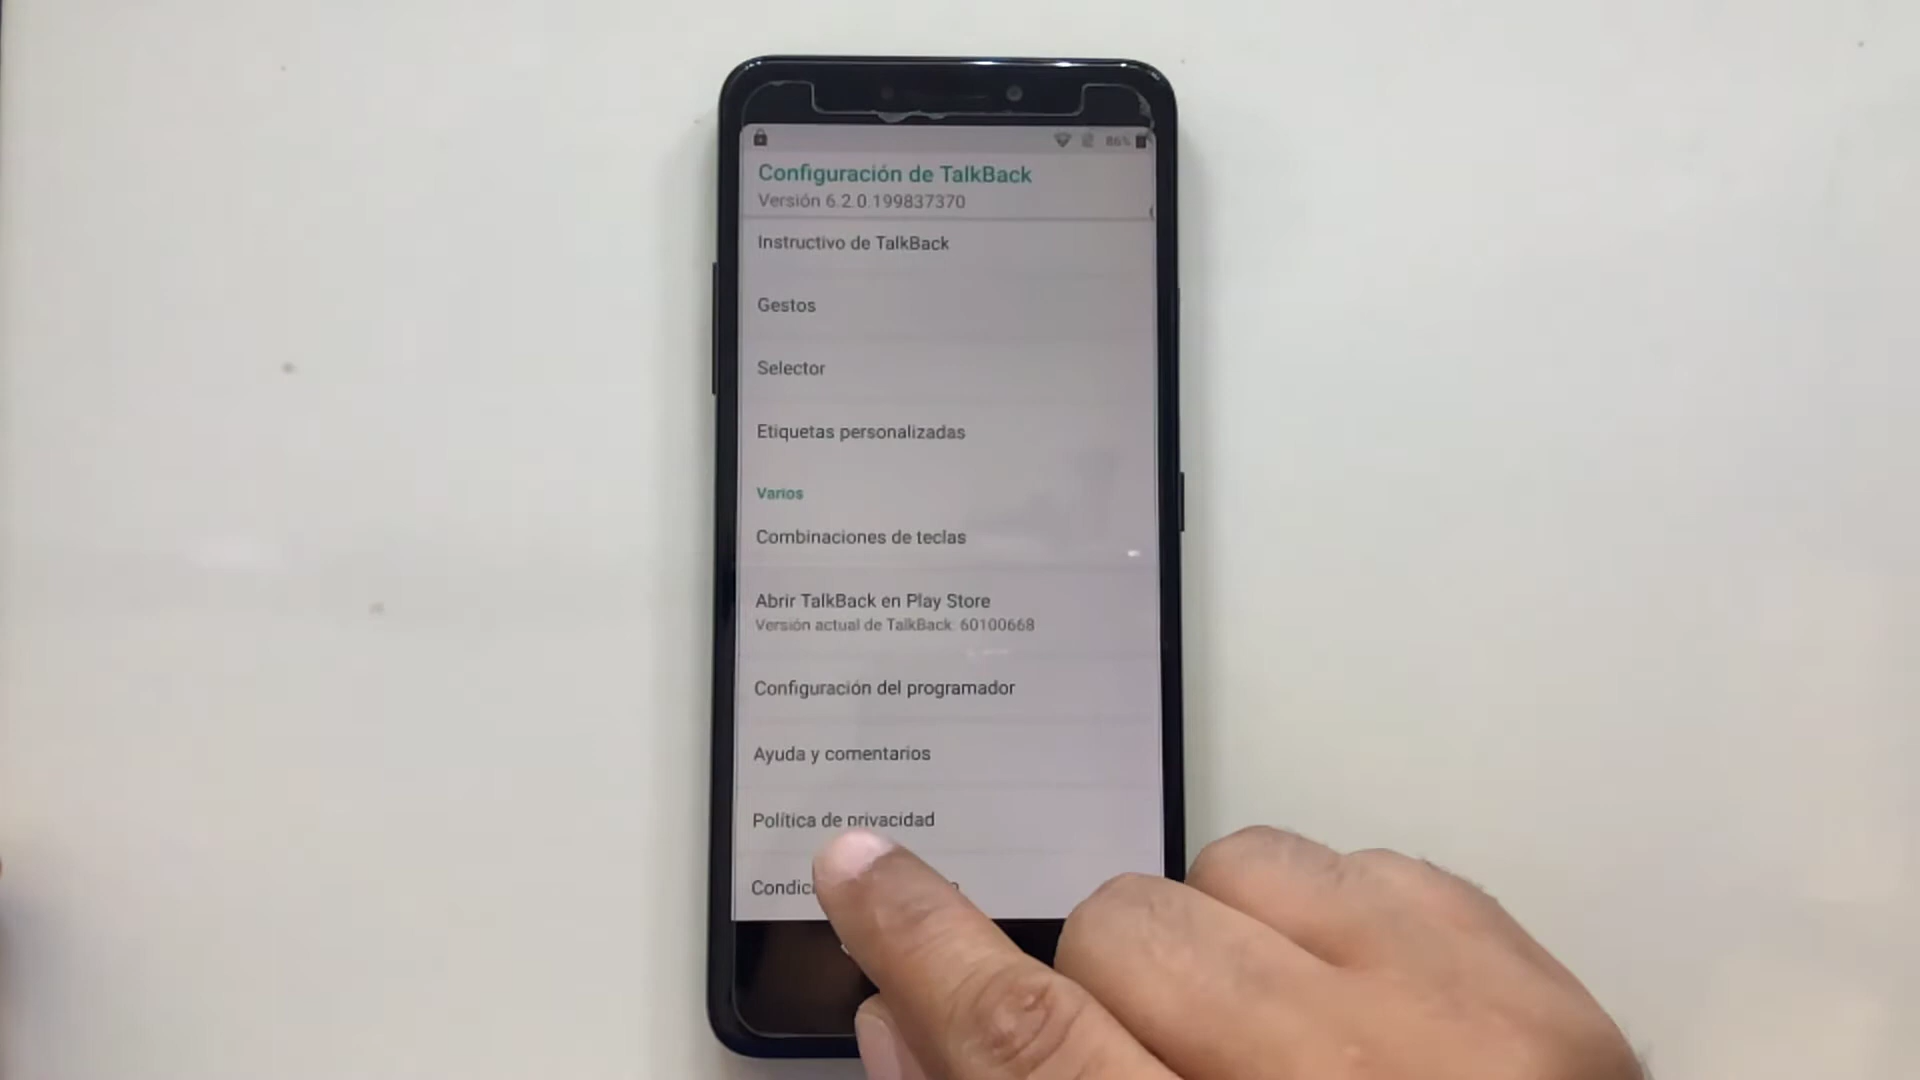 86%
Configuración de TalkBack
Versión 6.2.0.199837370
Instructivo de TalkBack
Gestos
Selector
Etiquetas personalizadas
Varios
Combinaciones de teclas
Abrir TalkBack en Play Store
Versión actual de TalkBack: 60100668
Configuración del programador
Ayuda y comentarios
Política de privacidad